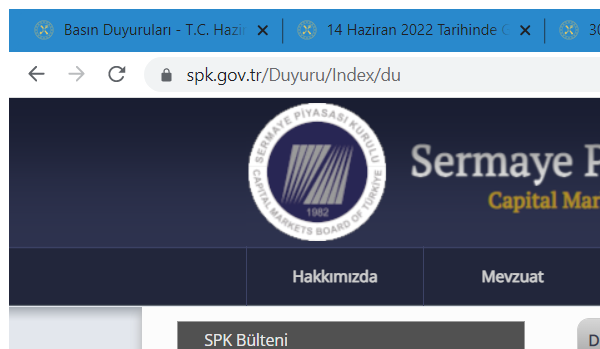 Basın Duyuruları - T.C. Hazi
14 Haziran 2022 Tarihinde
30
spk.gov.tr/Duyuru/Index/du
SERMAYE PİYASASI KURULU
CAPITAL MARKETS BOARD OF TÜRKİYE
1982
Sermaye P
Capital Mar
Hakkımızda
Mevzuat
SPK Bülteni
D